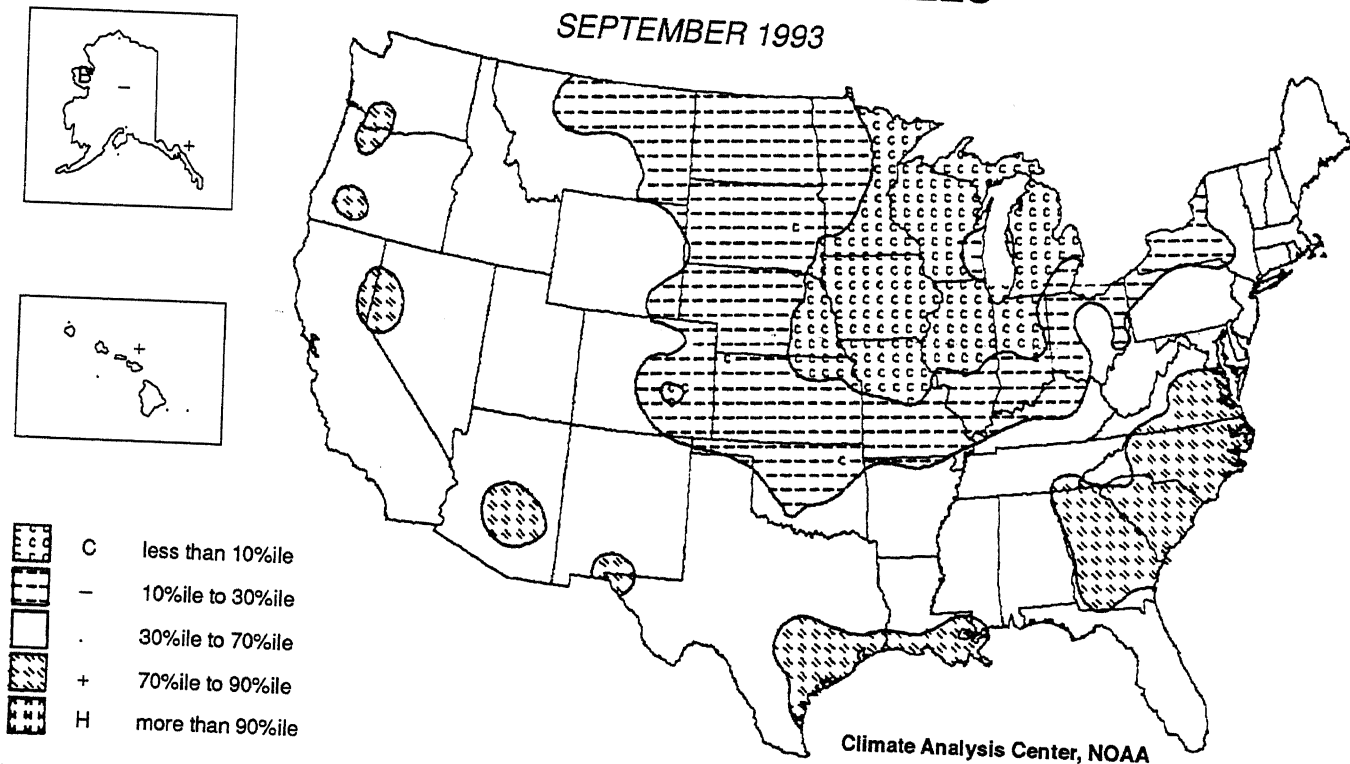 SEPTEMBER 1993
B
–
+
+
C less than 10%ile
– 10%ile to 30%ile
. 30%ile to 70%ile
+ 70%ile to 90%ile
H more than 90%ile
Climate Analysis Center, NOAA